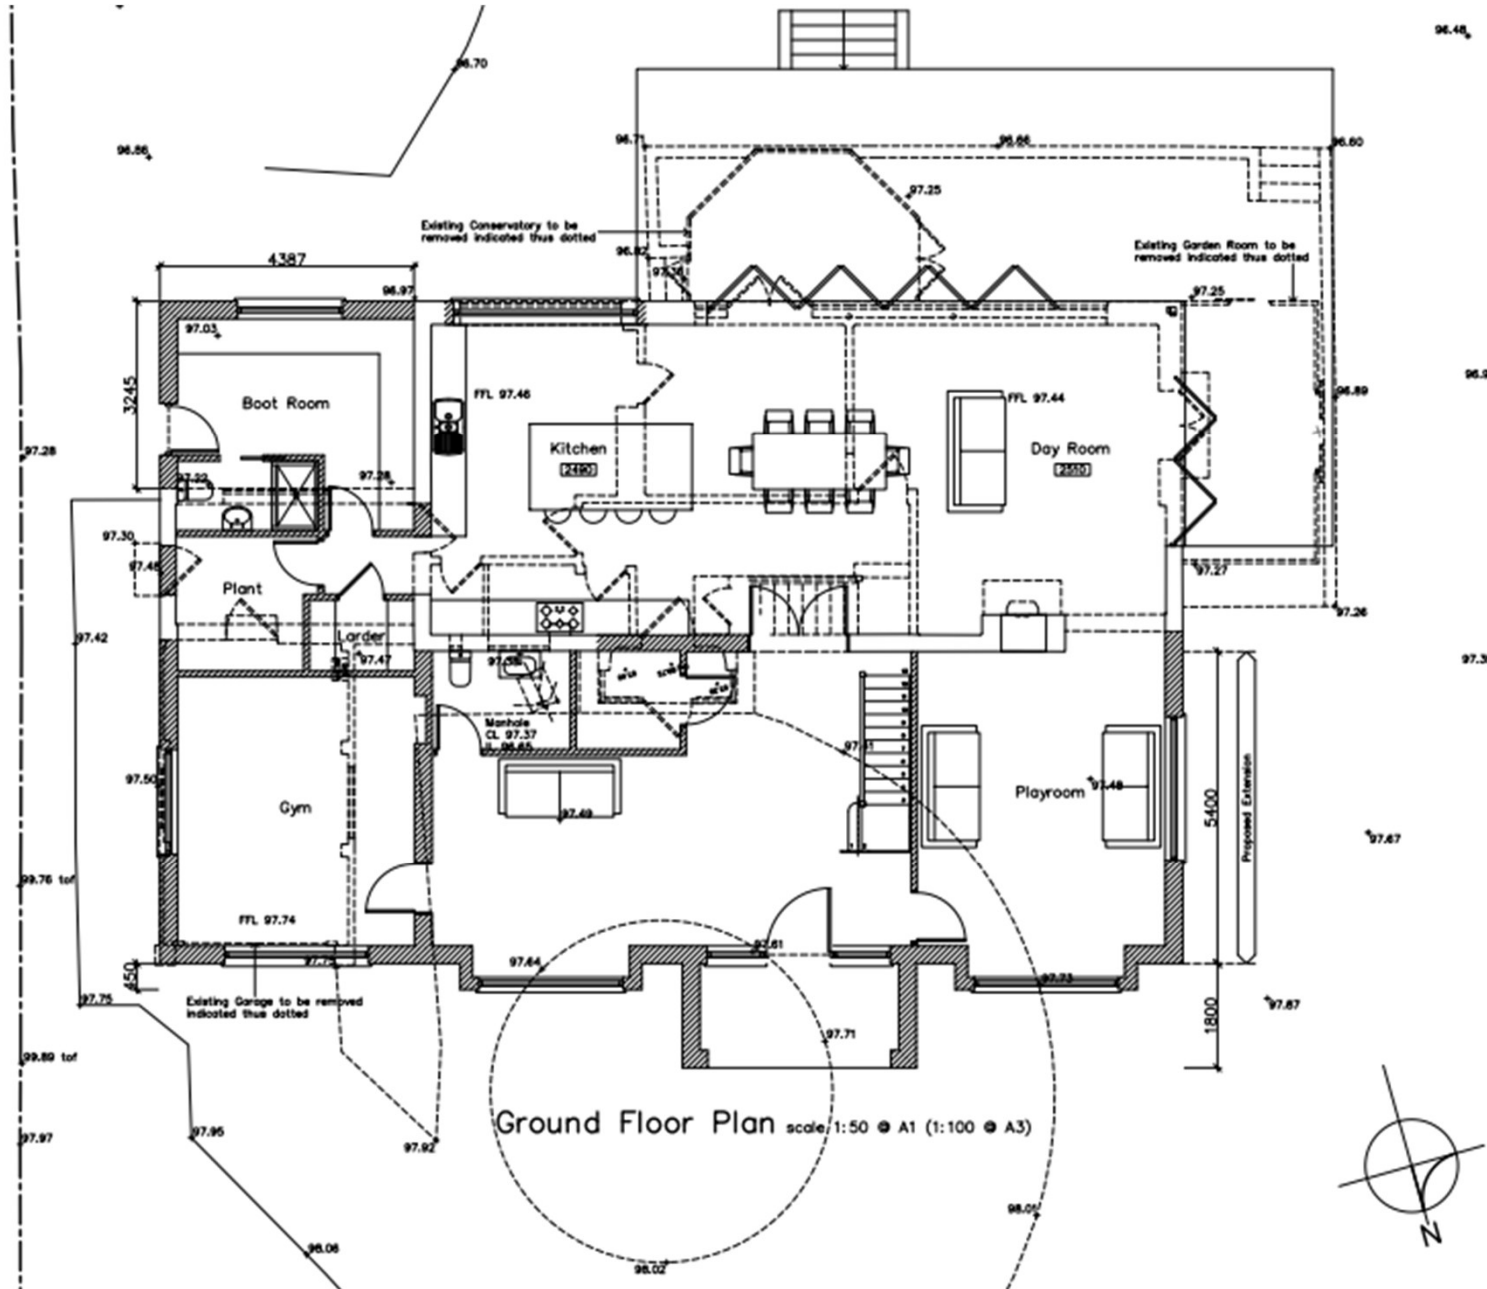 96.48
96.70
96.71
96.66
96.60
96.86
97.25
Existing Conservatory to be
removed indicated thus dotted
96.82
Existing Garden Room to be
removed indicated thus dotted
4387
96.97
97.25
97.03
3245
Boot Room
FFL 97.46
FFL 97.44
96.89
97.28
Kitchen
2490
Day Room
2510
97.22
97.28
97.30
97.27
Plant
97.26
97.42
Larder
97.47
Manhole
CL 97.37
IL 96.65
97.41
97.50
Gym
97.49
Playroom
97.48
5400
Proposed Extension
97.67
99.76 tof
FFL 97.74
97.61
97.64
97.73
450
97.75
Existing Garage to be removed
indicated thus dotted
1800
97.87
97.71
99.89 tof
Ground Floor Plan scale 1:50 @ A1 (1:100 @ A3)
97.97
97.95
97.92
98.01
N
98.06
98.02